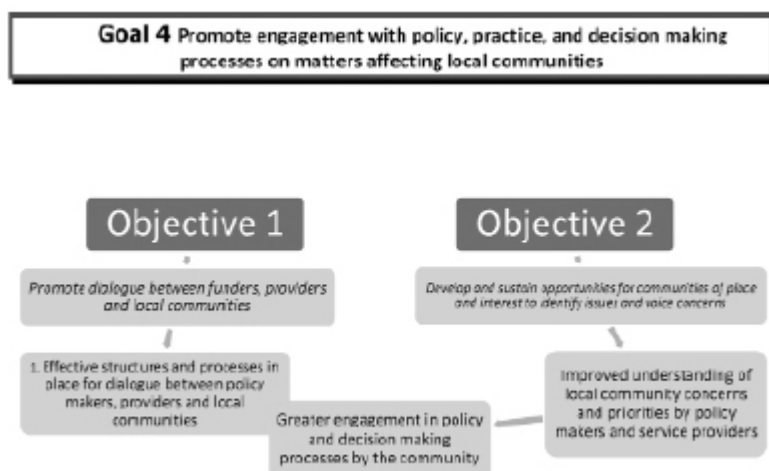 Goal 4 Promote engagement with policy, practice, and decision making
processes on matters affecting local communities
Objective 1
Promote dialogue between funders, providers
and local communities
1. Effective structures and processes in
place for dialogue between policy
makers, providers and local
communities
Objective 2
Develop and sustain opportunities for communities of place
and interest to identify issues and voice concerns
Improved understanding of
local community concerns
and priorities by policy
makers and service providers
Greater engagement in policy
and decision making
processes by the community